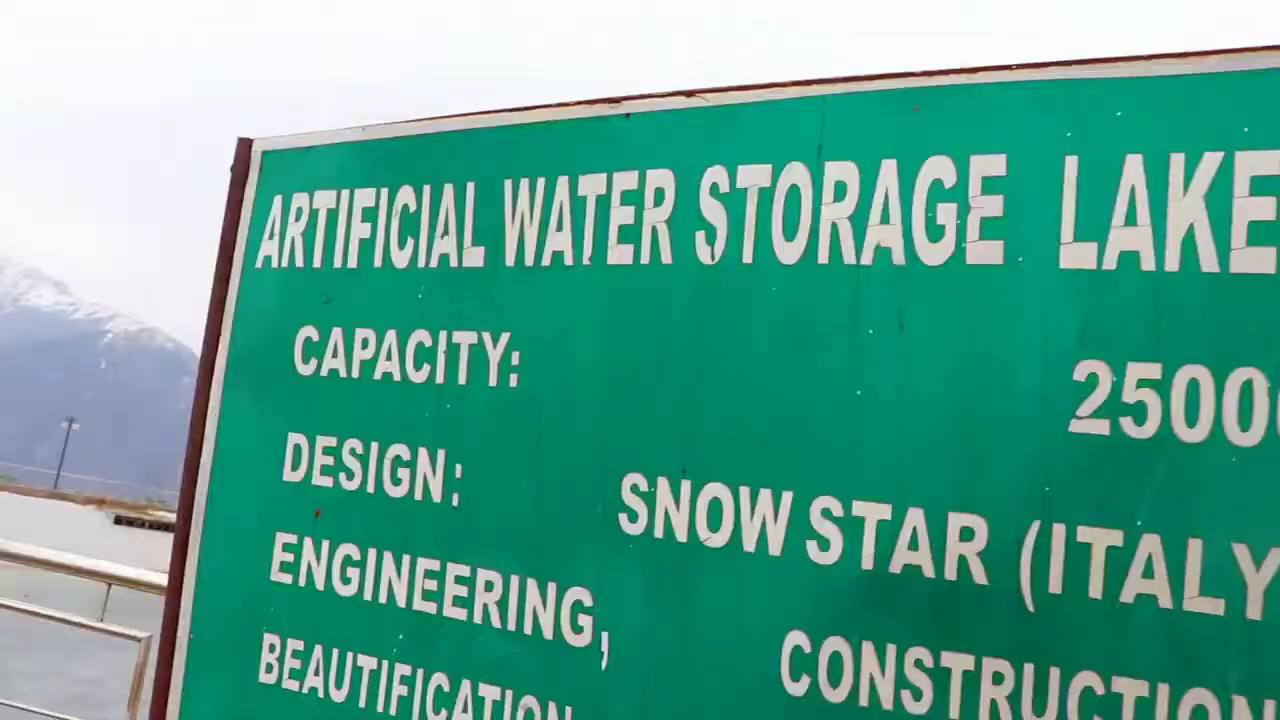 ARTIFICIAL WATER STORAGE LAKE
CAPACITY: 2500
DESIGN: SNOW STAR (ITALY
ENGINEERING,
BEAUTIFICATION CONSTRUCTION